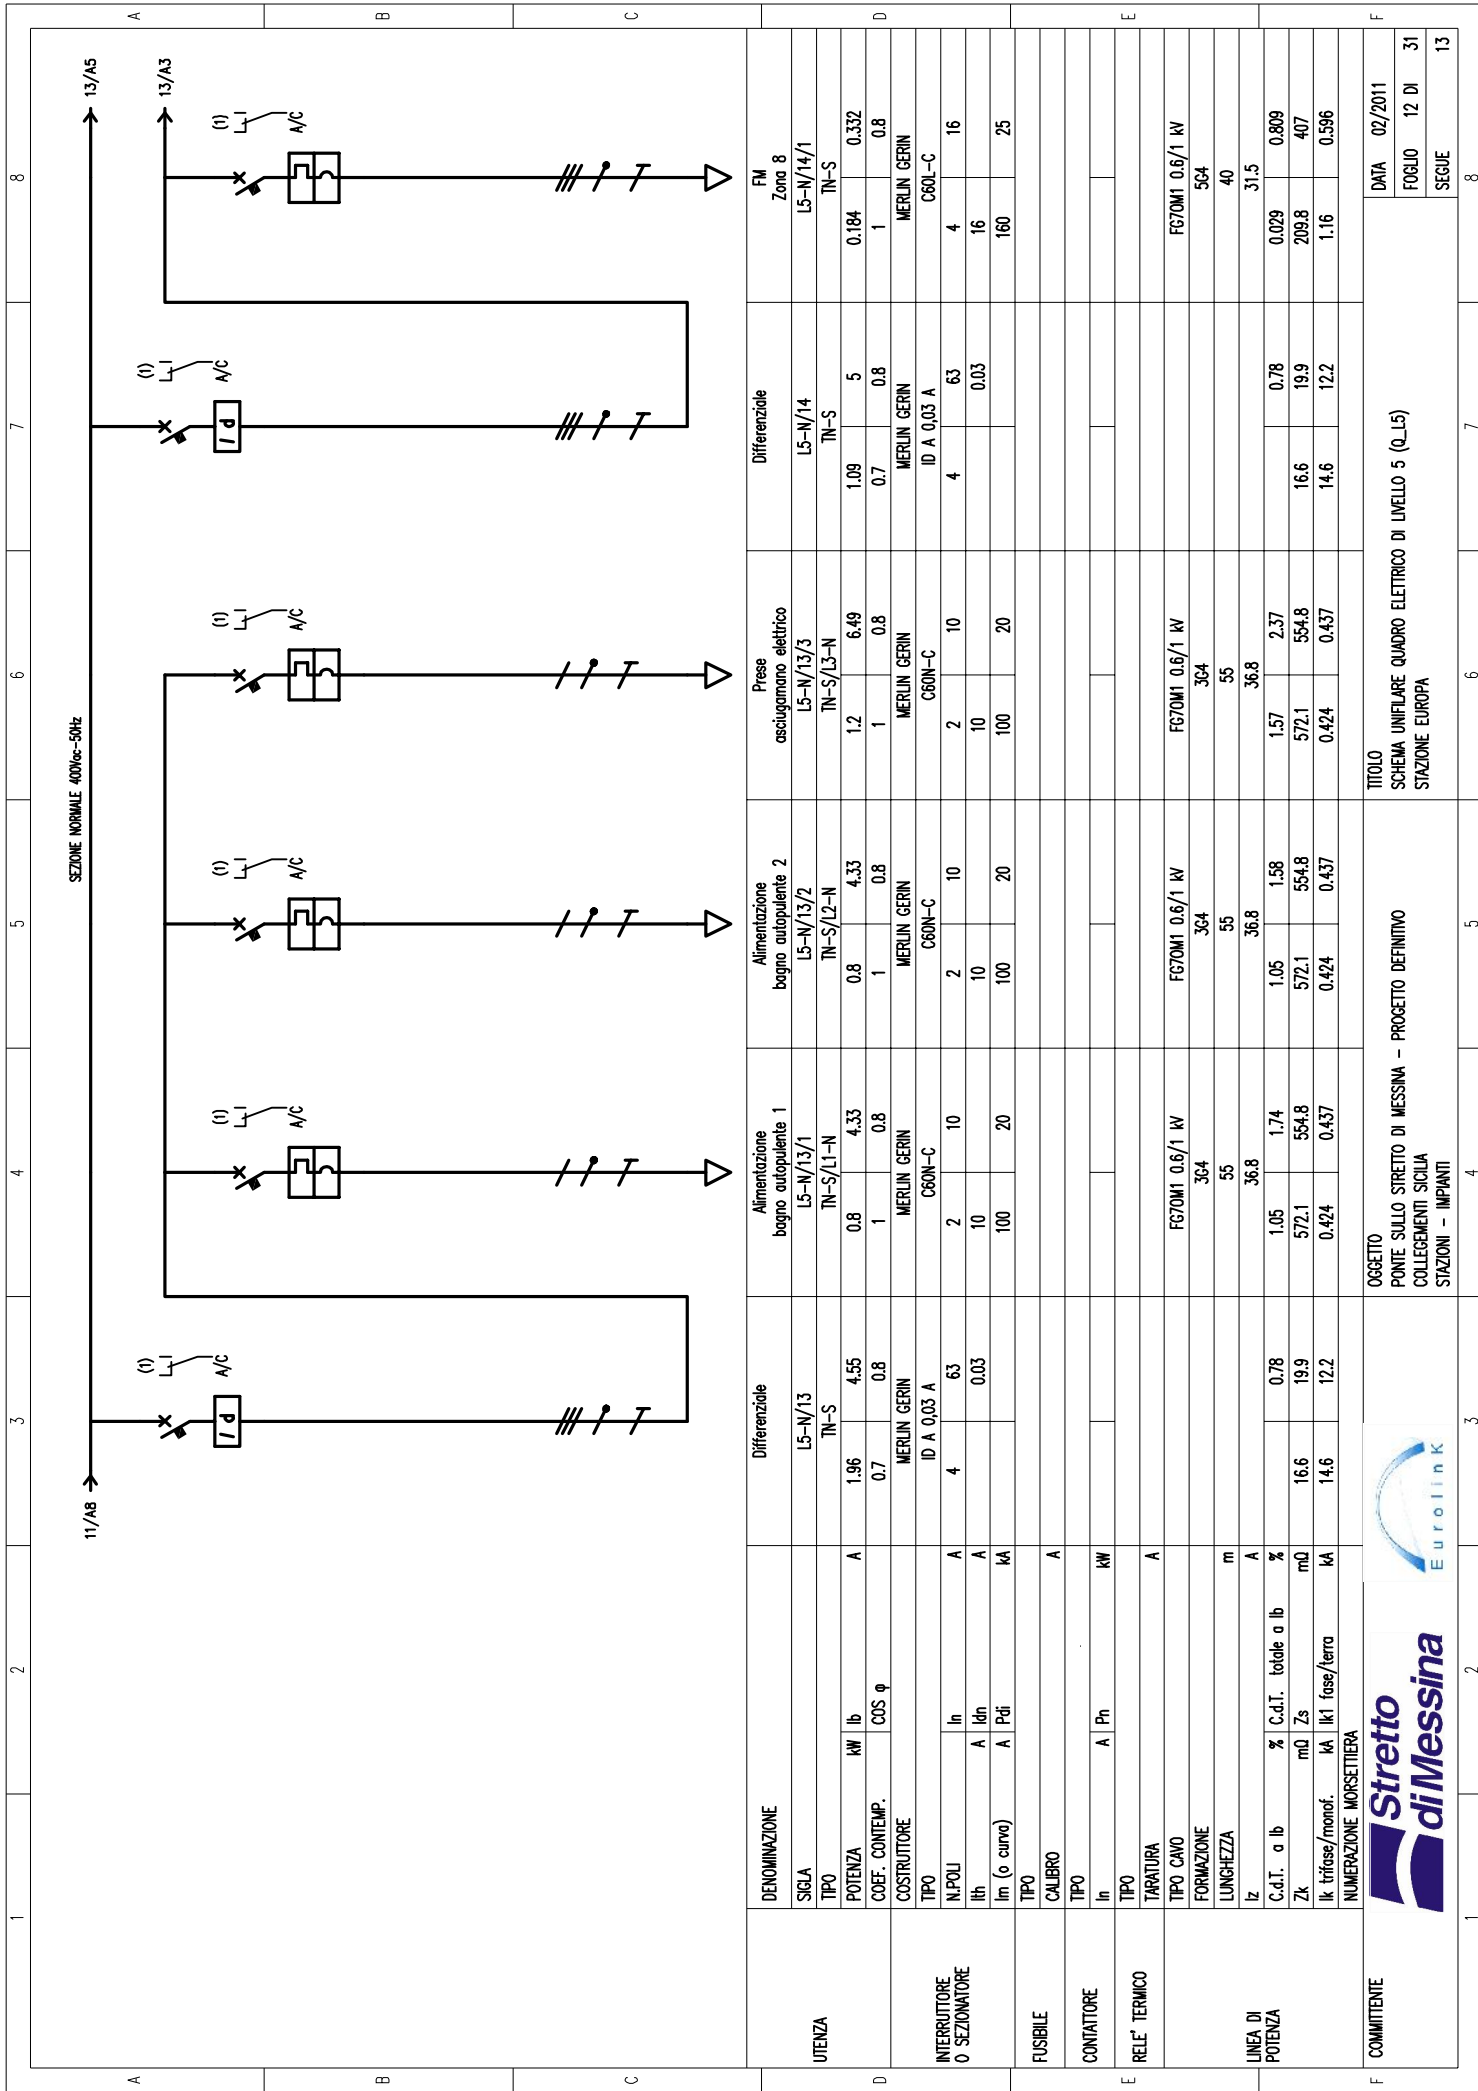 1 2 3 4 5 6 7 8
A
B
C
D
E
F
SEZIONE NORMALE 400Vac-50Hz
11/A8
13/A5
13/A3
(1) (1) (1) (1) (1) (1)
A/C A/C A/C A/C A/C A/C
Id Id
UTENZA
DENOMINAZIONE Differenziale Alimentazione bagno autopulente 1 Alimentazione bagno autopulente 2 Prese asciugamano elettrico Differenziale FM Zona 8
SIGLA L5-N/13 L5-N/13/1 L5-N/13/2 L5-N/13/3 L5-N/14 L5-N/14/1
TIPO TN-S TN-S/L1-N TN-S/L2-N TN-S/L3-N TN-S TN-S
POTENZA kW Ib A 1.96 4.55 0.8 4.33 0.8 4.33 1.2 6.49 1.09 5 0.184 0.332
COEF. CONTEMP. COS φ 0.7 0.8 1 0.8 1 0.8 1 0.8 0.7 0.8 1 0.8
INTERRUTTORE
O SEZIONATORE
COSTRUTTORE MERLIN GERIN MERLIN GERIN MERLIN GERIN MERLIN GERIN MERLIN GERIN MERLIN GERIN
TIPO ID A 0,03 A C60N-C C60N-C C60N-C ID A 0,03 A C60L-C
N.POLI In A 4 63 2 10 2 10 2 10 4 63 4 16
Ith A Idn A 0.03 10 10 10 0.03 16
Im (o curva) A Pdi kA 100 20 100 20 100 20 160 25
FUSIBILE
TIPO
CALIBRO A
CONTATTORE
TIPO
In A Pn kW
RELE' TERMICO
TIPO
TARATURA A
LINEA DI
POTENZA
TIPO CAVO FG7OM1 0.6/1 kV FG7OM1 0.6/1 kV FG7OM1 0.6/1 kV FG7OM1 0.6/1 kV
FORMAZIONE 3G4 3G4 3G4 5G4
LUNGHEZZA m 55 55 55 40
Iz A 36.8 36.8 36.8 31.5
C.d.T. a Ib % C.d.T. totale a Ib % 0.78 1.05 1.74 1.05 1.58 1.57 2.37 0.78 0.029 0.809
Zk mΩ Zs mΩ 16.6 19.9 572.1 554.8 572.1 554.8 572.1 554.8 16.6 19.9 209.8 407
Ik trifase/monof. kA Ik1 fase/terra kA 14.6 12.2 0.424 0.437 0.424 0.437 0.424 0.437 14.6 12.2 1.16 0.596
NUMERAZIONE MORSETTIERA
COMMITTENTE
Stretto
di Messina
EurolinK
OGGETTO
PONTE SULLO STRETTO DI MESSINA - PROGETTO DEFINITIVO
COLLEGEMENTI SICILIA
STAZIONI - IMPIANTI
TITOLO
SCHEMA UNIFILARE QUADRO ELETTRICO DI LIVELLO 5 (Q_L5)
STAZIONE EUROPA
DATA 02/2011
FOGLIO 12 DI 31
SEGUE 13
1 2 3 4 5 6 7 8
A
B
C
D
E
F